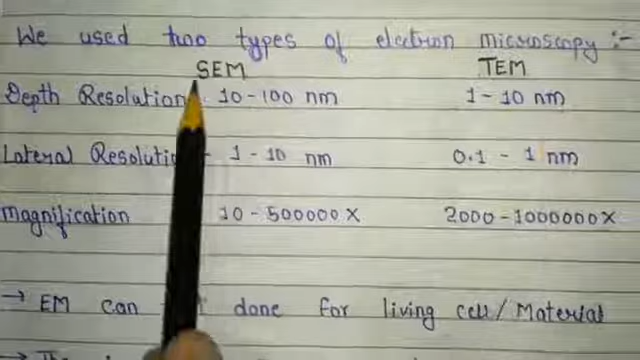 We used two types of electron microscopy :-
SEM TEM
Depth Resolution 10-100 nm 1-10 nm
Lateral 1-10 nm 0.1-1 nm
Magnification 10-500000 X 2000-1000000 X
→ EM can done for living cell/Material
→